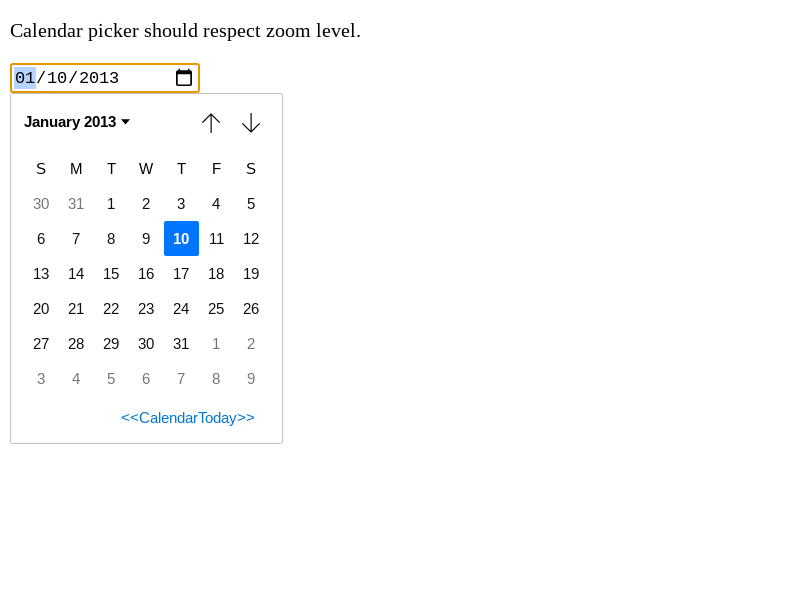 Calendar picker should respect zoom level.
01/10/2013
January 2013
S M T W T F S
30 31 1 2 3 4 5
6 7 8 9 10 11 12
13 14 15 16 17 18 19
20 21 22 23 24 25 26
27 28 29 30 31 1 2
3 4 5 6 7 8 9
<<CalendarToday>>